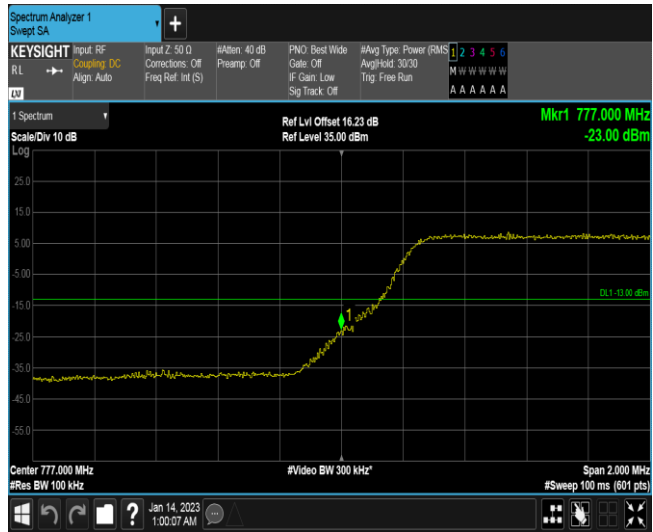 Spectrum Analyzer 1
Swept SA
+
KEYSIGHT
RL
Input: RF
Coupling: DC
Align: Auto
Input Z: 50 Ω
Corrections: Off
Freq Ref: Int (S)
#Atten: 40 dB
Preamp: Off
PNO: Best Wide
Gate: Off
IF Gain: Low
Sig Track: Off
#Avg Type: Power (RMS
Avg|Hold: 30/30
Trig: Free Run
1 2 3 4 5 6
M W W W W W
A A A A A A
LXI
1 Spectrum
Scale/Div 10 dB
Ref Lvl Offset 16.23 dB
Ref Level 35.00 dBm
Mkr1 777.000 MHz
-23.00 dBm
Log
25.0
15.0
5.00
-5.00
DL1 -13.00 dBm
-15.0
1
-25.0
-35.0
-45.0
-55.0
Center 777.000 MHz
#Video BW 300 kHz*
Span 2.000 MHz
#Res BW 100 kHz
#Sweep 100 ms (601 pts)
?
Jan 14, 2023
1:00:07 AM